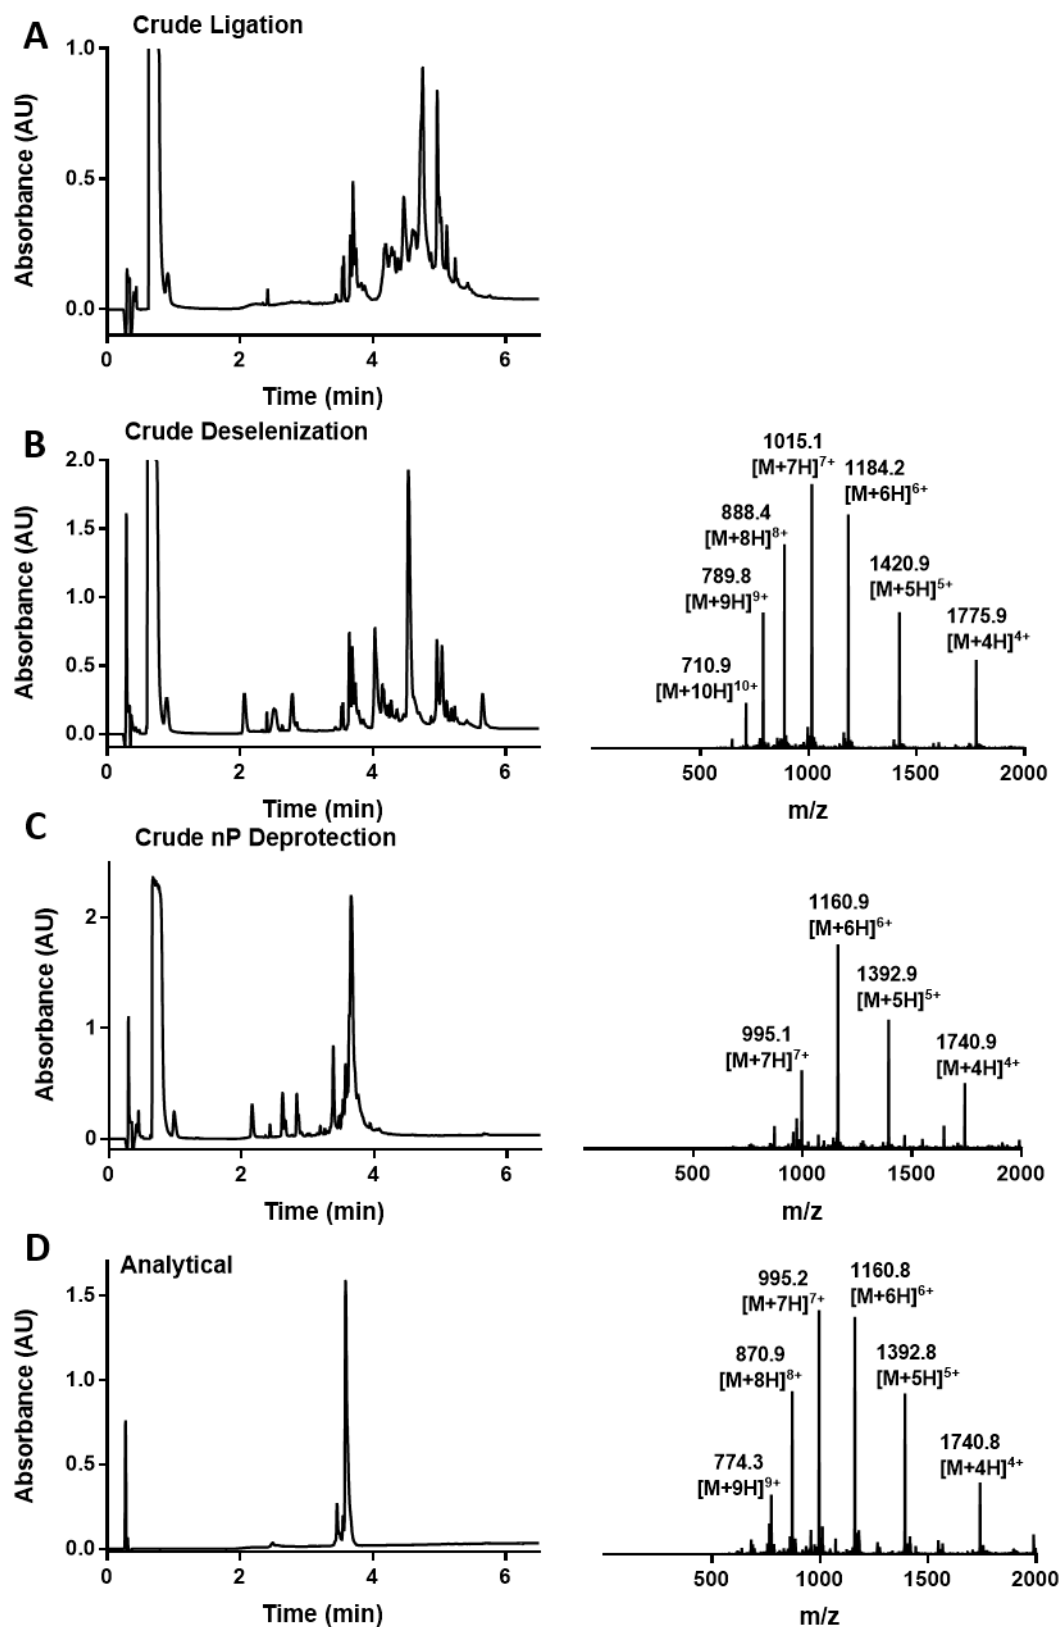 A
Crude Ligation
Absorbance (AU)
1.0
0.5
0.0
0 2 4 6
Time (min)
B
Crude Deselenization
Absorbance (AU)
2.0
1.5
1.0
0.5
0.0
0 2 4 6
Time (min)
1015.1
[M+7H]7+
1184.2
[M+6H]6+
888.4
[M+8H]8+
1420.9
[M+5H]5+
789.8
[M+9H]9+
1775.9
[M+4H]4+
710.9
[M+10H]10+
500 1000 1500 2000
m/z
C
Crude nP Deprotection
Absorbance (AU)
2
1
0
0 2 4 6
Time (min)
1160.9
[M+6H]6+
1392.9
[M+5H]5+
995.1
[M+7H]7+
1740.9
[M+4H]4+
500 1000 1500 2000
m/z
D
Analytical
Absorbance (AU)
1.5
1.0
0.5
0.0
0 2 4 6
Time (min)
995.2
[M+7H]7+
1160.8
[M+6H]6+
870.9
[M+8H]8+
1392.8
[M+5H]5+
774.3
[M+9H]9+
1740.8
[M+4H]4+
500 1000 1500 2000
m/z